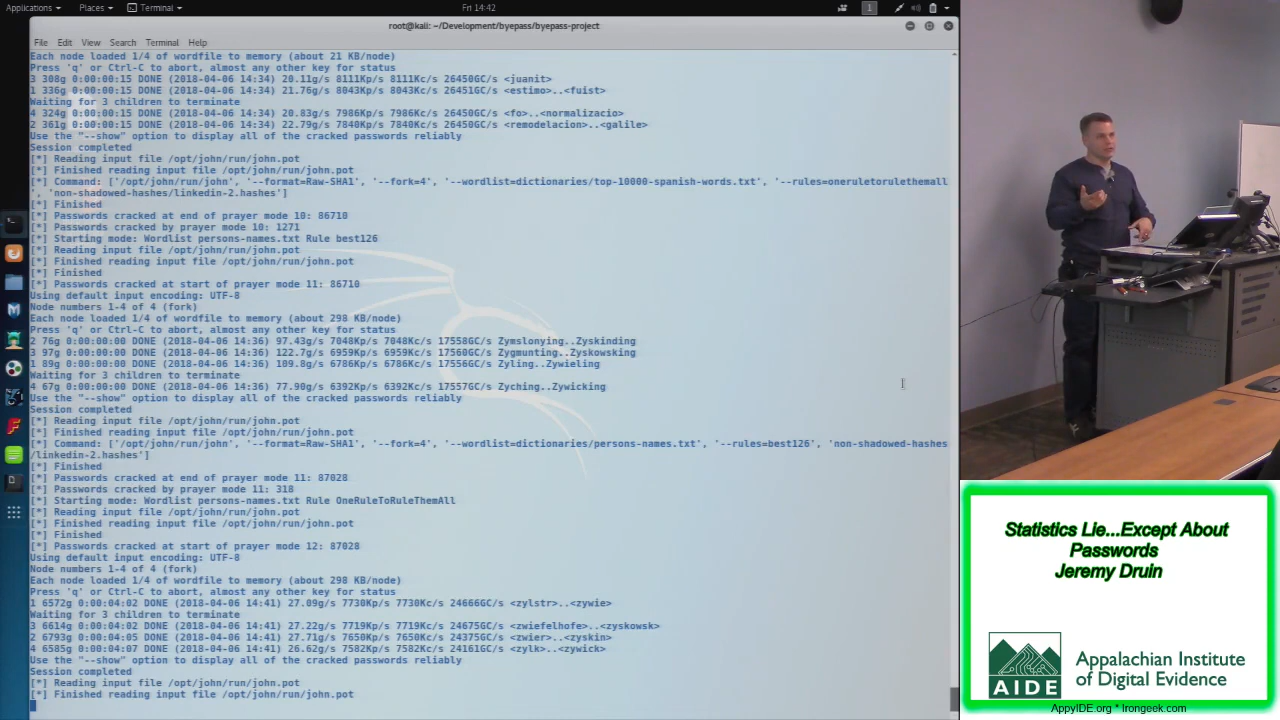 Applications
Places
Terminal
Fri 14:42
1
root@kali: ~/Development/byepass/byepass-project
File Edit View Search Terminal Help
Each node loaded 1/4 of wordfile to memory (about 21 KB/node)
Press 'q' or Ctrl-C to abort, almost any other key for status
3 308g 0:00:00:15 DONE (2018-04-06 14:34) 20.11g/s 8111Kp/s 8111Kc/s 26450GC/s <juanit>
1 336g 0:00:00:15 DONE (2018-04-06 14:34) 21.76g/s 8043Kp/s 8043Kc/s 26451GC/s <estimo>..<fuist>
Waiting for 3 children to terminate
4 324g 0:00:00:15 DONE (2018-04-06 14:34) 20.83g/s 7986Kp/s 7986Kc/s 26450GC/s <fo>..<normalizacio>
2 361g 0:00:00:15 DONE (2018-04-06 14:34) 22.79g/s 7840Kp/s 7840Kc/s 26450GC/s <remodelacion>..<galile>
Use the "--show" option to display all of the cracked passwords reliably
Session completed
[*] Reading input file /opt/john/run/john.pot
[*] Finished reading input file /opt/john/run/john.pot
[*] Command: ['/opt/john/run/john', '--format=Raw-SHA1', '--fork=4', '--wordlist=dictionaries/top-10000-spanish-words.txt', '--rules=oneruletorulethemall
', 'non-shadowed-hashes/linkedin-2.hashes']
[*] Finished
[*] Passwords cracked at end of prayer mode 10: 86710
[*] Passwords cracked by prayer mode 10: 1271
[*] Starting mode: Wordlist persons-names.txt Rule best126
[*] Reading input file /opt/john/run/john.pot
[*] Finished reading input file /opt/john/run/john.pot
[*] Finished
[*] Passwords cracked at start of prayer mode 11: 86710
Using default input encoding: UTF-8
Node numbers 1-4 of 4 (fork)
Each node loaded 1/4 of wordfile to memory (about 298 KB/node)
Press 'q' or Ctrl-C to abort, almost any other key for status
2 76g 0:00:00:00 DONE (2018-04-06 14:36) 97.43g/s 7048Kp/s 7048Kc/s 17558GC/s Zymslonying..Zyskinding
3 97g 0:00:00:00 DONE (2018-04-06 14:36) 122.7g/s 6959Kp/s 6959Kc/s 17560GC/s Zygmunting..Zyskowsking
1 89g 0:00:00:00 DONE (2018-04-06 14:36) 109.8g/s 6786Kp/s 6786Kc/s 17556GC/s Zyling..Zywieling
Waiting for 3 children to terminate
4 67g 0:00:00:00 DONE (2018-04-06 14:36) 77.90g/s 6392Kp/s 6392Kc/s 17557GC/s Zyching..Zywicking
Use the "--show" option to display all of the cracked passwords reliably
Session completed
[*] Reading input file /opt/john/run/john.pot
[*] Finished reading input file /opt/john/run/john.pot
[*] Command: ['/opt/john/run/john', '--format=Raw-SHA1', '--fork=4', '--wordlist=dictionaries/persons-names.txt', '--rules=best126', 'non-shadowed-hashes
/linkedin-2.hashes']
[*] Finished
[*] Passwords cracked at end of prayer mode 11: 87028
[*] Passwords cracked by prayer mode 11: 318
[*] Starting mode: Wordlist persons-names.txt Rule OneRuleToRuleThemAll
[*] Reading input file /opt/john/run/john.pot
[*] Finished reading input file /opt/john/run/john.pot
[*] Finished
[*] Passwords cracked at start of prayer mode 12: 87028
Using default input encoding: UTF-8
Node numbers 1-4 of 4 (fork)
Each node loaded 1/4 of wordfile to memory (about 298 KB/node)
Press 'q' or Ctrl-C to abort, almost any other key for status
1 6572g 0:00:04:02 DONE (2018-04-06 14:41) 27.09g/s 7730Kp/s 7730Kc/s 24666GC/s <zylstr>..<zywie>
Waiting for 3 children to terminate
3 6614g 0:00:04:02 DONE (2018-04-06 14:41) 27.22g/s 7719Kp/s 7719Kc/s 24675GC/s <zwiefelhofe>..<zyskowsk>
2 6793g 0:00:04:05 DONE (2018-04-06 14:41) 27.71g/s 7650Kp/s 7650Kc/s 24375GC/s <zwier>..<zyskin>
4 6585g 0:00:04:07 DONE (2018-04-06 14:41) 26.62g/s 7582Kp/s 7582Kc/s 24161GC/s <zylk>..<zywick>
Use the "--show" option to display all of the cracked passwords reliably
Session completed
[*] Reading input file /opt/john/run/john.pot
[*] Finished reading input file /opt/john/run/john.pot
Statistics Lie...Except About
Passwords
Jeremy Druin
AIDE
Appalachian Institute
of Digital Evidence
AppyIDE.org * Irongeek.com